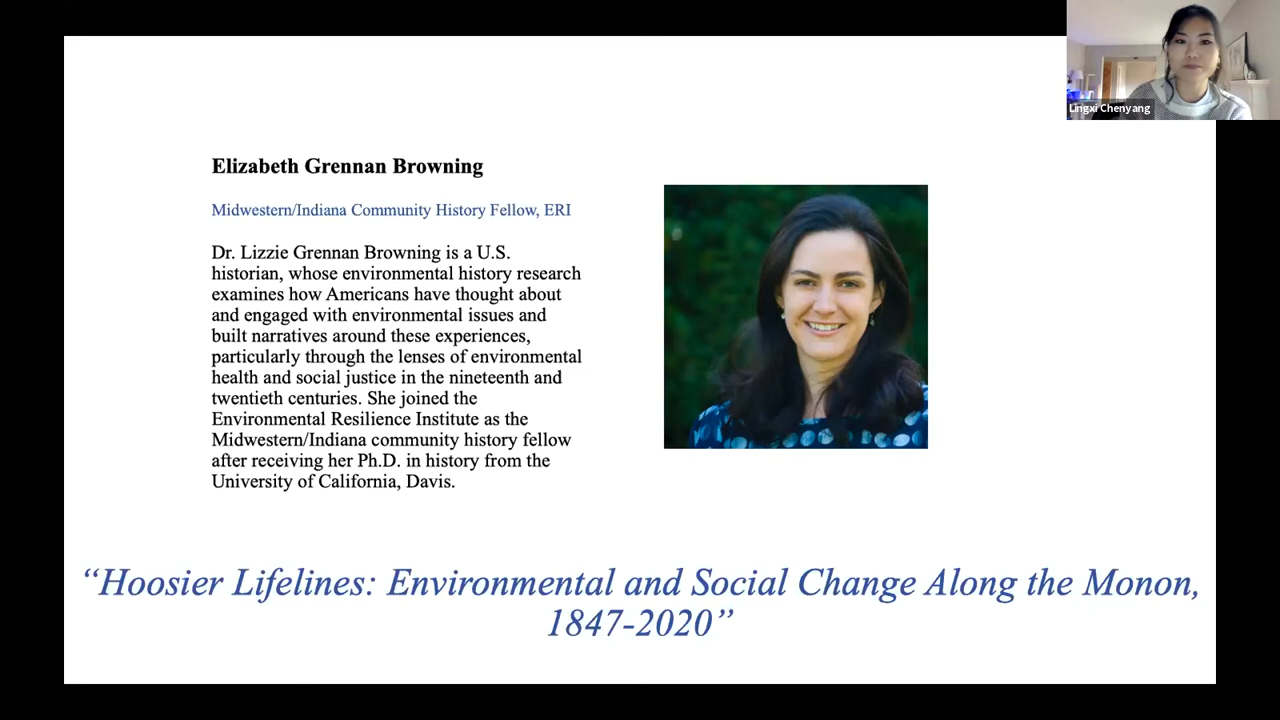 Lingxi Chenyang
Elizabeth Grennan Browning
Midwestern/Indiana Community History Fellow, ERI
Dr. Lizzie Grennan Browning is a U.S.
historian, whose environmental history research
examines how Americans have thought about
and engaged with environmental issues and
built narratives around these experiences,
particularly through the lenses of environmental
health and social justice in the nineteenth and
twentieth centuries. She joined the
Environmental Resilience Institute as the
Midwestern/Indiana community history fellow
after receiving her Ph.D. in history from the
University of California, Davis.
“Hoosier Lifelines: Environmental and Social Change Along the Monon,
1847-2020”